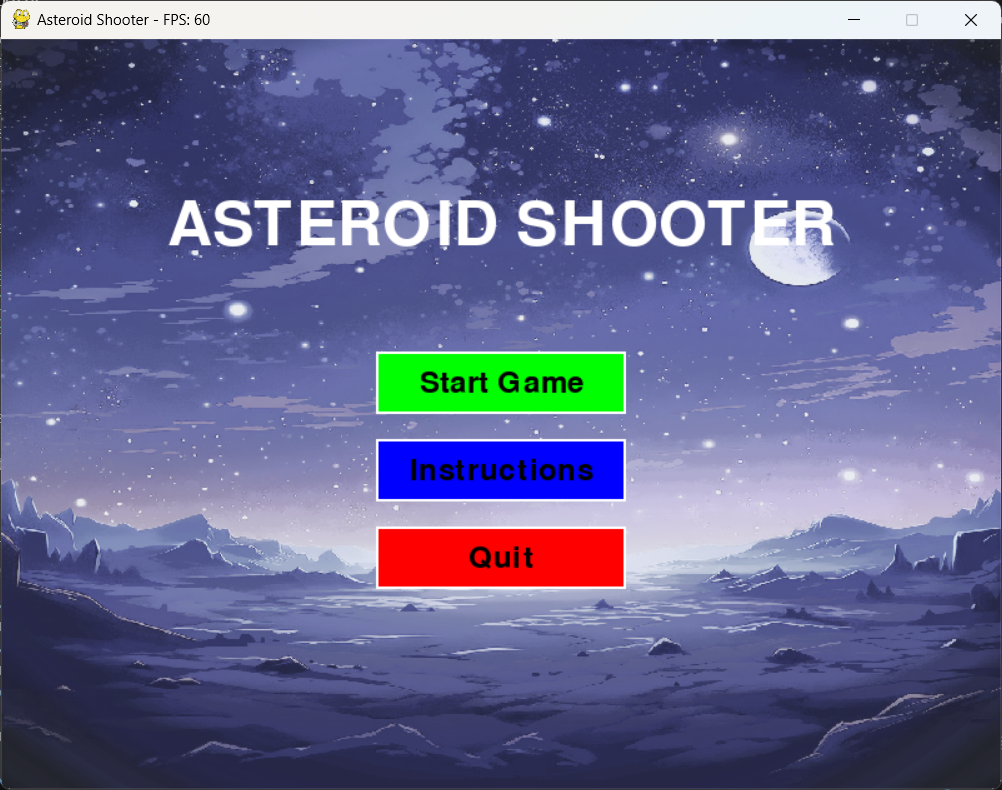 Asteroid Shooter - FPS: 60
ASTEROID SHOOTER
Start Game
Instructions
Quit